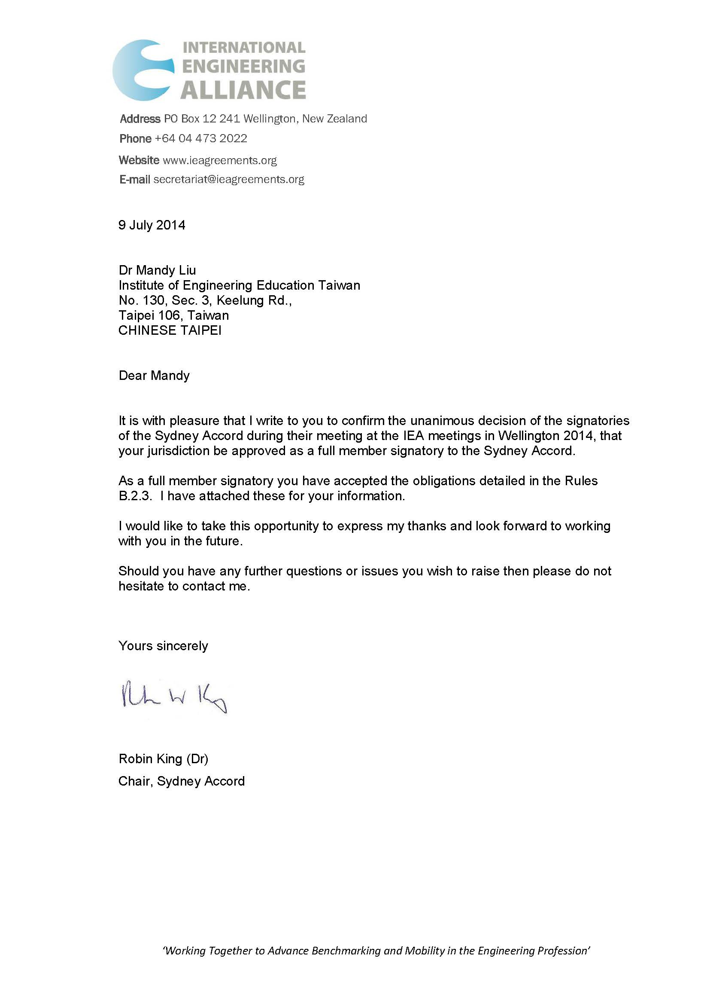 INTERNATIONAL
ENGINEERING
ALLIANCE
Address PO Box 12 241 Wellington, New Zealand
Phone +64 04 473 2022
Website www.ieagreements.org
E-mail secretariat@ieagreements.org
9 July 2014
Dr Mandy Liu
Institute of Engineering Education Taiwan
No. 130, Sec. 3, Keelung Rd.,
Taipei 106, Taiwan
CHINESE TAIPEI
Dear Mandy
It is with pleasure that I write to you to confirm the unanimous decision of the signatories
of the Sydney Accord during their meeting at the IEA meetings in Wellington 2014, that
your jurisdiction be approved as a full member signatory to the Sydney Accord.
As a full member signatory you have accepted the obligations detailed in the Rules
B.2.3.  I have attached these for your information.
I would like to take this opportunity to express my thanks and look forward to working
with you in the future.
Should you have any further questions or issues you wish to raise then please do not
hesitate to contact me.
Yours sincerely
Robin W King
Robin King (Dr)
Chair, Sydney Accord
‘Working Together to Advance Benchmarking and Mobility in the Engineering Profession’